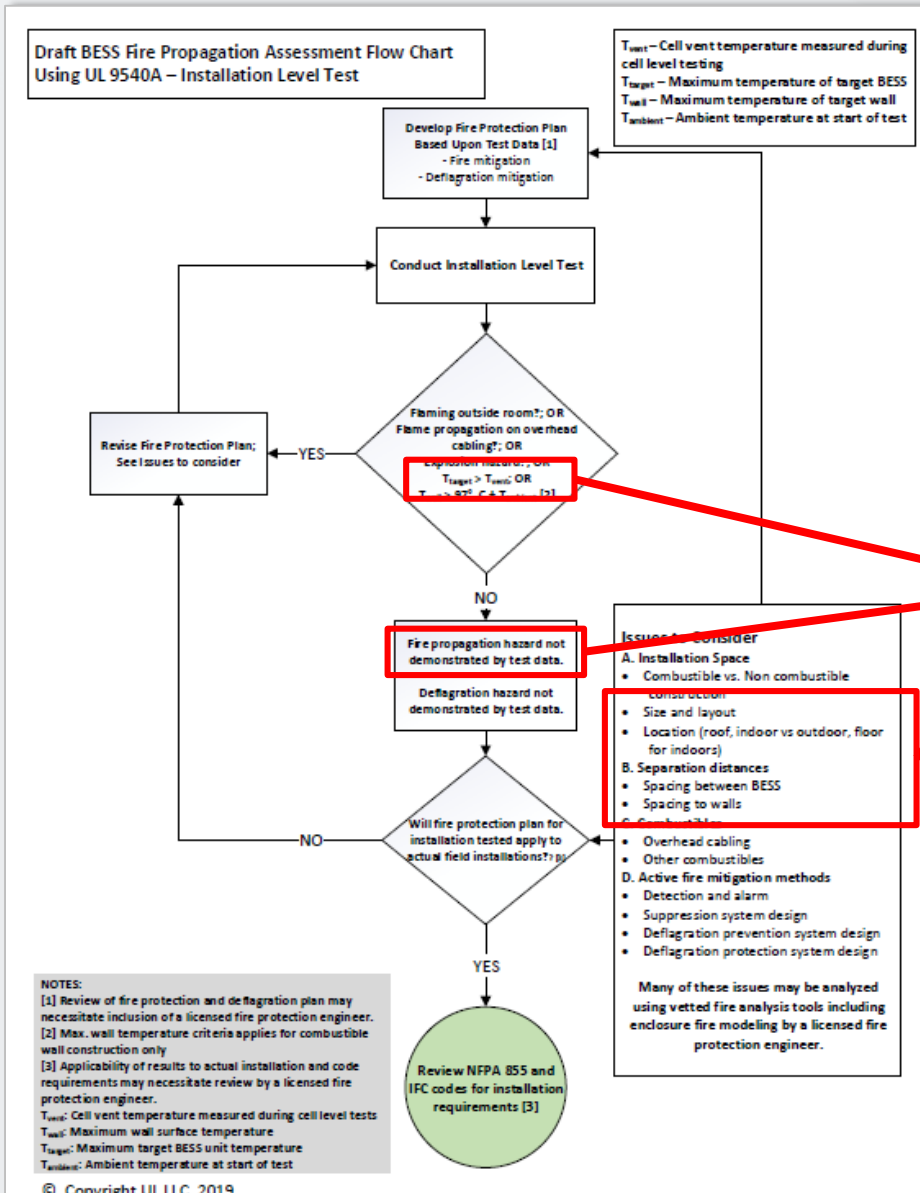 Draft BESS Fire Propagation Assessment Flow Chart
Using UL 9540A – Installation Level Test
Tvent – Cell vent temperature measured during
cell level testing
Ttarget – Maximum temperature of target BESS
Twall – Maximum temperature of target wall
Tambient – Ambient temperature at start of test
Develop Fire Protection Plan
Based Upon Test Data [1]
- Fire mitigation
- Deflagration mitigation
Conduct Installation Level Test
Flaming outside room?; OR
Flame propagation on overhead
cabling?; OR
Explosion hazard?; OR
Ttarget > Tvent; OR
> 97° C +
YES
Revise Fire Protection Plan;
See Issues to consider
NO
Fire propagation hazard not
demonstrated by test data.
Deflagration hazard not
demonstrated by test data.
Will fire protection plan for
installation tested apply to
actual field installations??
NO
YES
Review NFPA 855 and
IFC codes for installation
requirements [3]
Issues to Consider
A. Installation Space
• Combustible vs. Non combustible
construction
• Size and layout
• Location (roof, indoor vs outdoor, floor
for indoors)
B. Separation distances
• Spacing between BESS
• Spacing to walls
C. Combustibles
• Overhead cabling
• Other combustibles
D. Active fire mitigation methods
• Detection and alarm
• Suppression system design
• Deflagration prevention system design
• Deflagration protection system design
Many of these issues may be analyzed
using vetted fire analysis tools including
enclosure fire modeling by a licensed fire
protection engineer.
NOTES:
[1] Review of fire protection and deflagration plan may
necessitate inclusion of a licensed fire protection engineer.
[2] Max. wall temperature criteria applies for combustible
wall construction only
[3] Applicability of results to actual installation and code
requirements may necessitate review by a licensed fire
protection engineer.
Tvent: Cell vent temperature measured during cell level tests
Twall: Maximum wall surface temperature
Ttarget: Maximum target BESS unit temperature
Tambient: Ambient temperature at start of test
© Copyright UL LLC, 2019